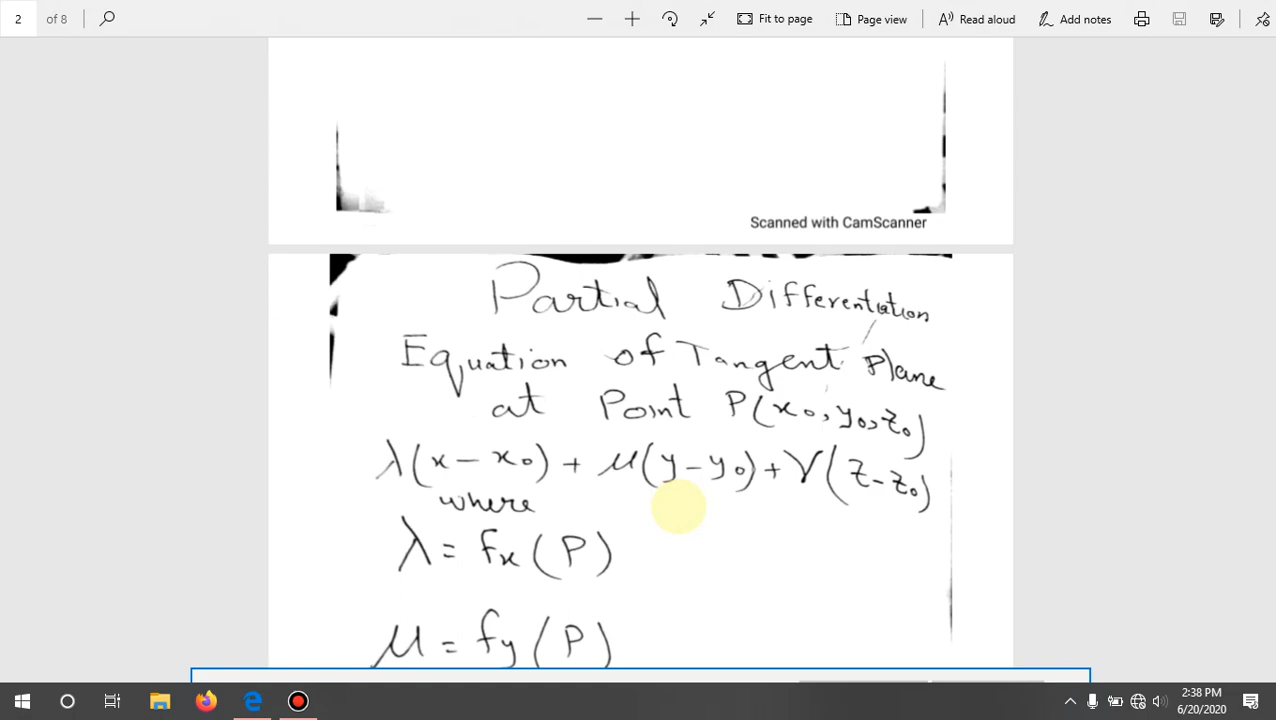 2 of 8 Fit to page Page view Read aloud Add notes
Scanned with CamScanner
Partial Differentiation
Equation of Tangent Plane
at Point P(x₀, y₀, z₀)
λ(x - x₀) + μ(y - y₀) + γ(z - z₀)
where
λ = fx (P)
μ = fy (P)
2:38 PM
6/20/2020